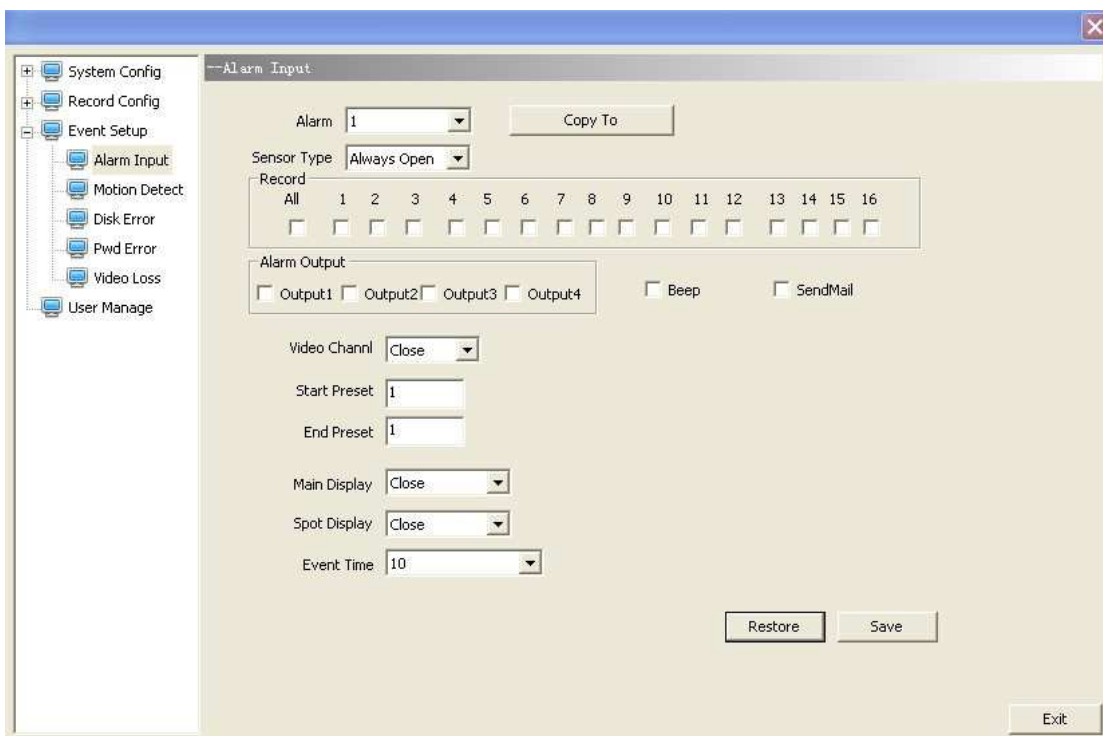 System Config
Record Config
Event Setup
Alarm Input
Motion Detect
Disk Error
Pwd Error
Video Loss
User Manage
--Alarm Input
Alarm 1 Copy To
Sensor Type Always Open
Record
All 1 2 3 4 5 6 7 8 9 10 11 12 13 14 15 16
Alarm Output
Output1 Output2 Output3 Output4 Beep SendMail
Video Channl Close
Start Preset 1
End Preset 1
Main Display Close
Spot Display Close
Event Time 10
Restore Save
Exit